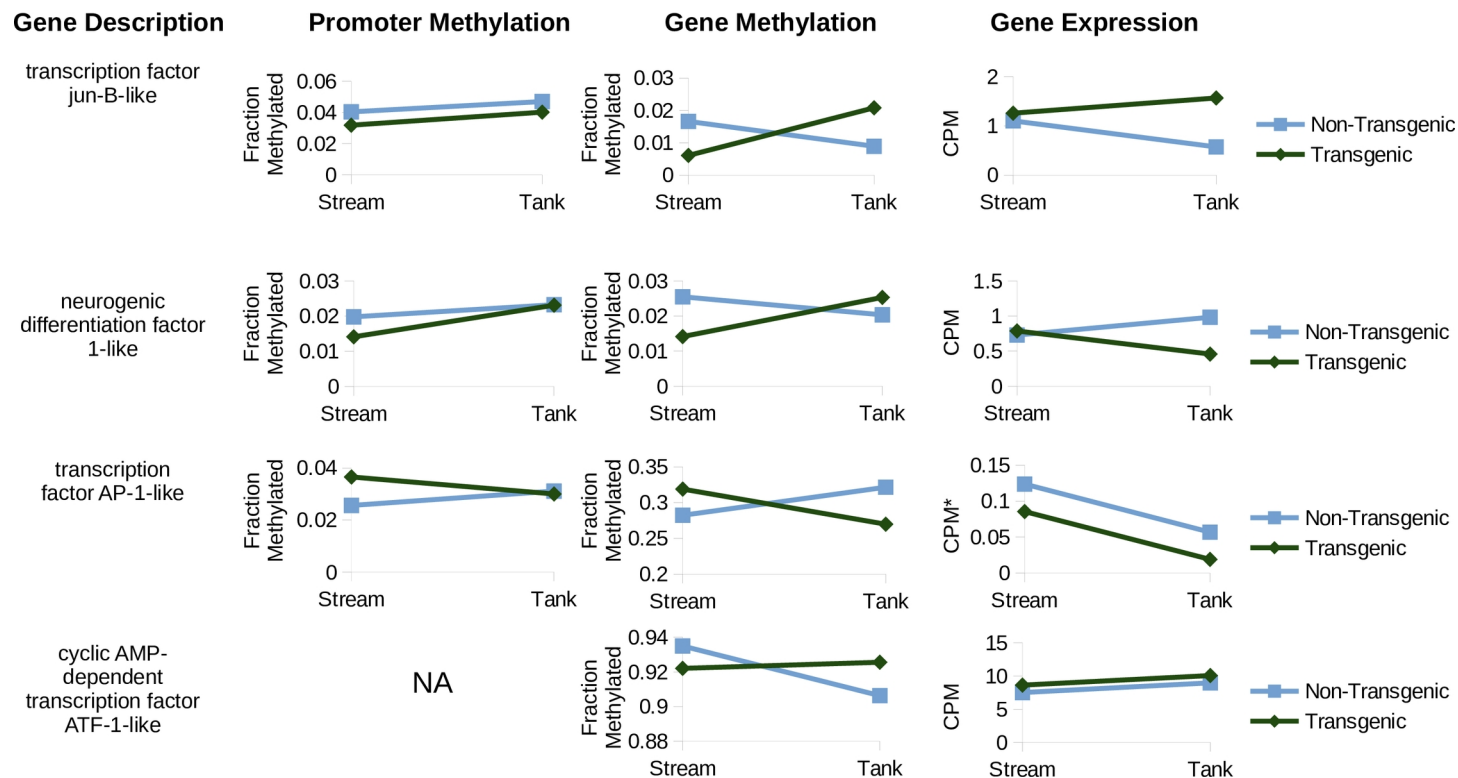 Gene Description
Promoter Methylation
Gene Methylation
Gene Expression
transcription factor
jun-B-like
Fraction
Methylated
0.06
0.04
0.02
0
Stream
Tank
Fraction
Methylated
0.03
0.02
0.01
0
Stream
Tank
CPM
2
1
0
Stream
Tank
Non-Transgenic
Transgenic
neurogenic
differentiation factor
1-like
Fraction
Methylated
0.03
0.02
0.01
0
Stream
Tank
Fraction
Methylated
0.03
0.02
0.01
0
Stream
Tank
CPM
1.5
1
0.5
0
Stream
Tank
Non-Transgenic
Transgenic
transcription
factor AP-1-like
Fraction
Methylated
0.04
0.02
0
Stream
Tank
Fraction
Methylated
0.35
0.3
0.25
0.2
Stream
Tank
CPM*
0.15
0.1
0.05
0
Stream
Tank
Non-Transgenic
Transgenic
cyclic AMP-
dependent
transcription factor
ATF-1-like
NA
Fraction
Methylated
0.94
0.92
0.9
0.88
Stream
Tank
CPM
15
10
5
0
Stream
Tank
Non-Transgenic
Transgenic